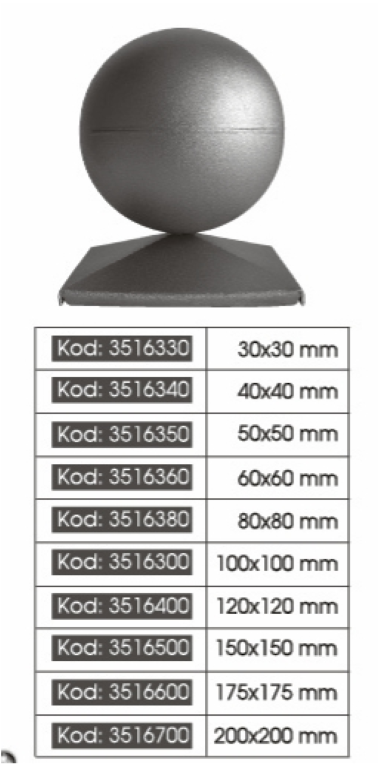 Kod: 3516330 30x30 mm
Kod: 3516340 40x40 mm
Kod: 3516350 50x50 mm
Kod: 3516360 60x60 mm
Kod: 3516380 80x80 mm
Kod: 3516300 100x100 mm
Kod: 3516400 120x120 mm
Kod: 3516500 150x150 mm
Kod: 3516600 175x175 mm
Kod: 3516700 200x200 mm